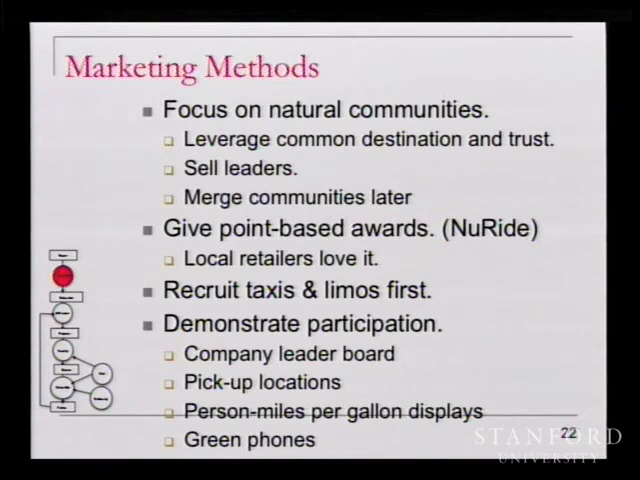 Marketing Methods
Focus on natural communities.
Leverage common destination and trust.
Sell leaders.
Merge communities later
Give point-based awards. (NuRide)
Local retailers love it.
Recruit taxis & limos first.
Demonstrate participation.
Company leader board
Pick-up locations
Person-miles per gallon displays
Green phones
22
STANFORD
UNIVERSITY